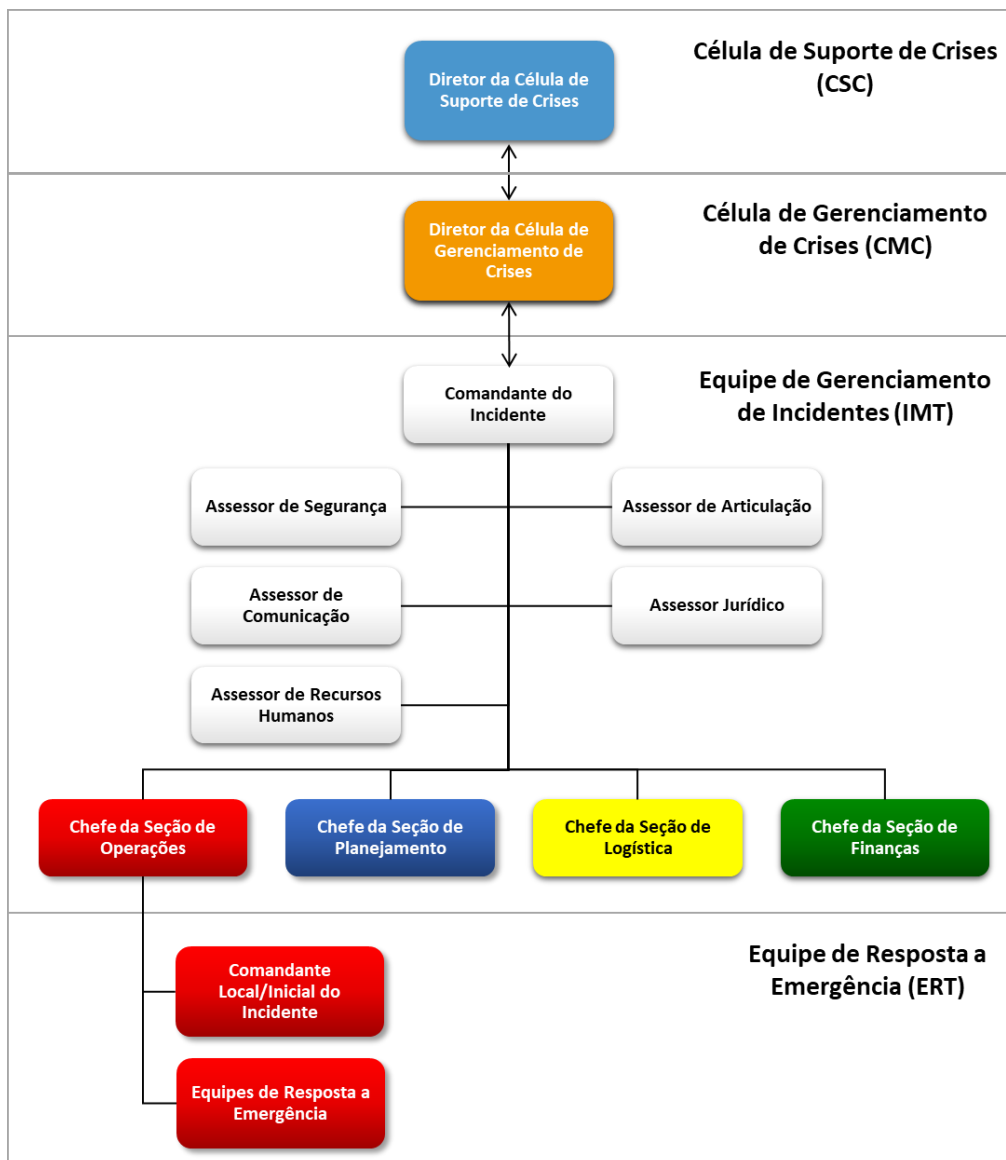 Célula de Suporte de Crises
(CSC)
Diretor da Célula de
Suporte de Crises
Célula de Gerenciamento
de Crises (CMC)
Diretor da Célula de
Gerenciamento de
Crises
Equipe de Gerenciamento
de Incidentes (IMT)
Comandante do
Incidente
Assessor de Segurança
Assessor de Articulação
Assessor de
Comunicação
Assessor Jurídico
Assessor de Recursos
Humanos
Chefe da Seção de
Operações
Chefe da Seção de
Planejamento
Chefe da Seção de
Logística
Chefe da Seção de
Finanças
Equipe de Resposta a
Emergência (ERT)
Comandante
Local/Inicial do
Incidente
Equipes de Resposta a
Emergência